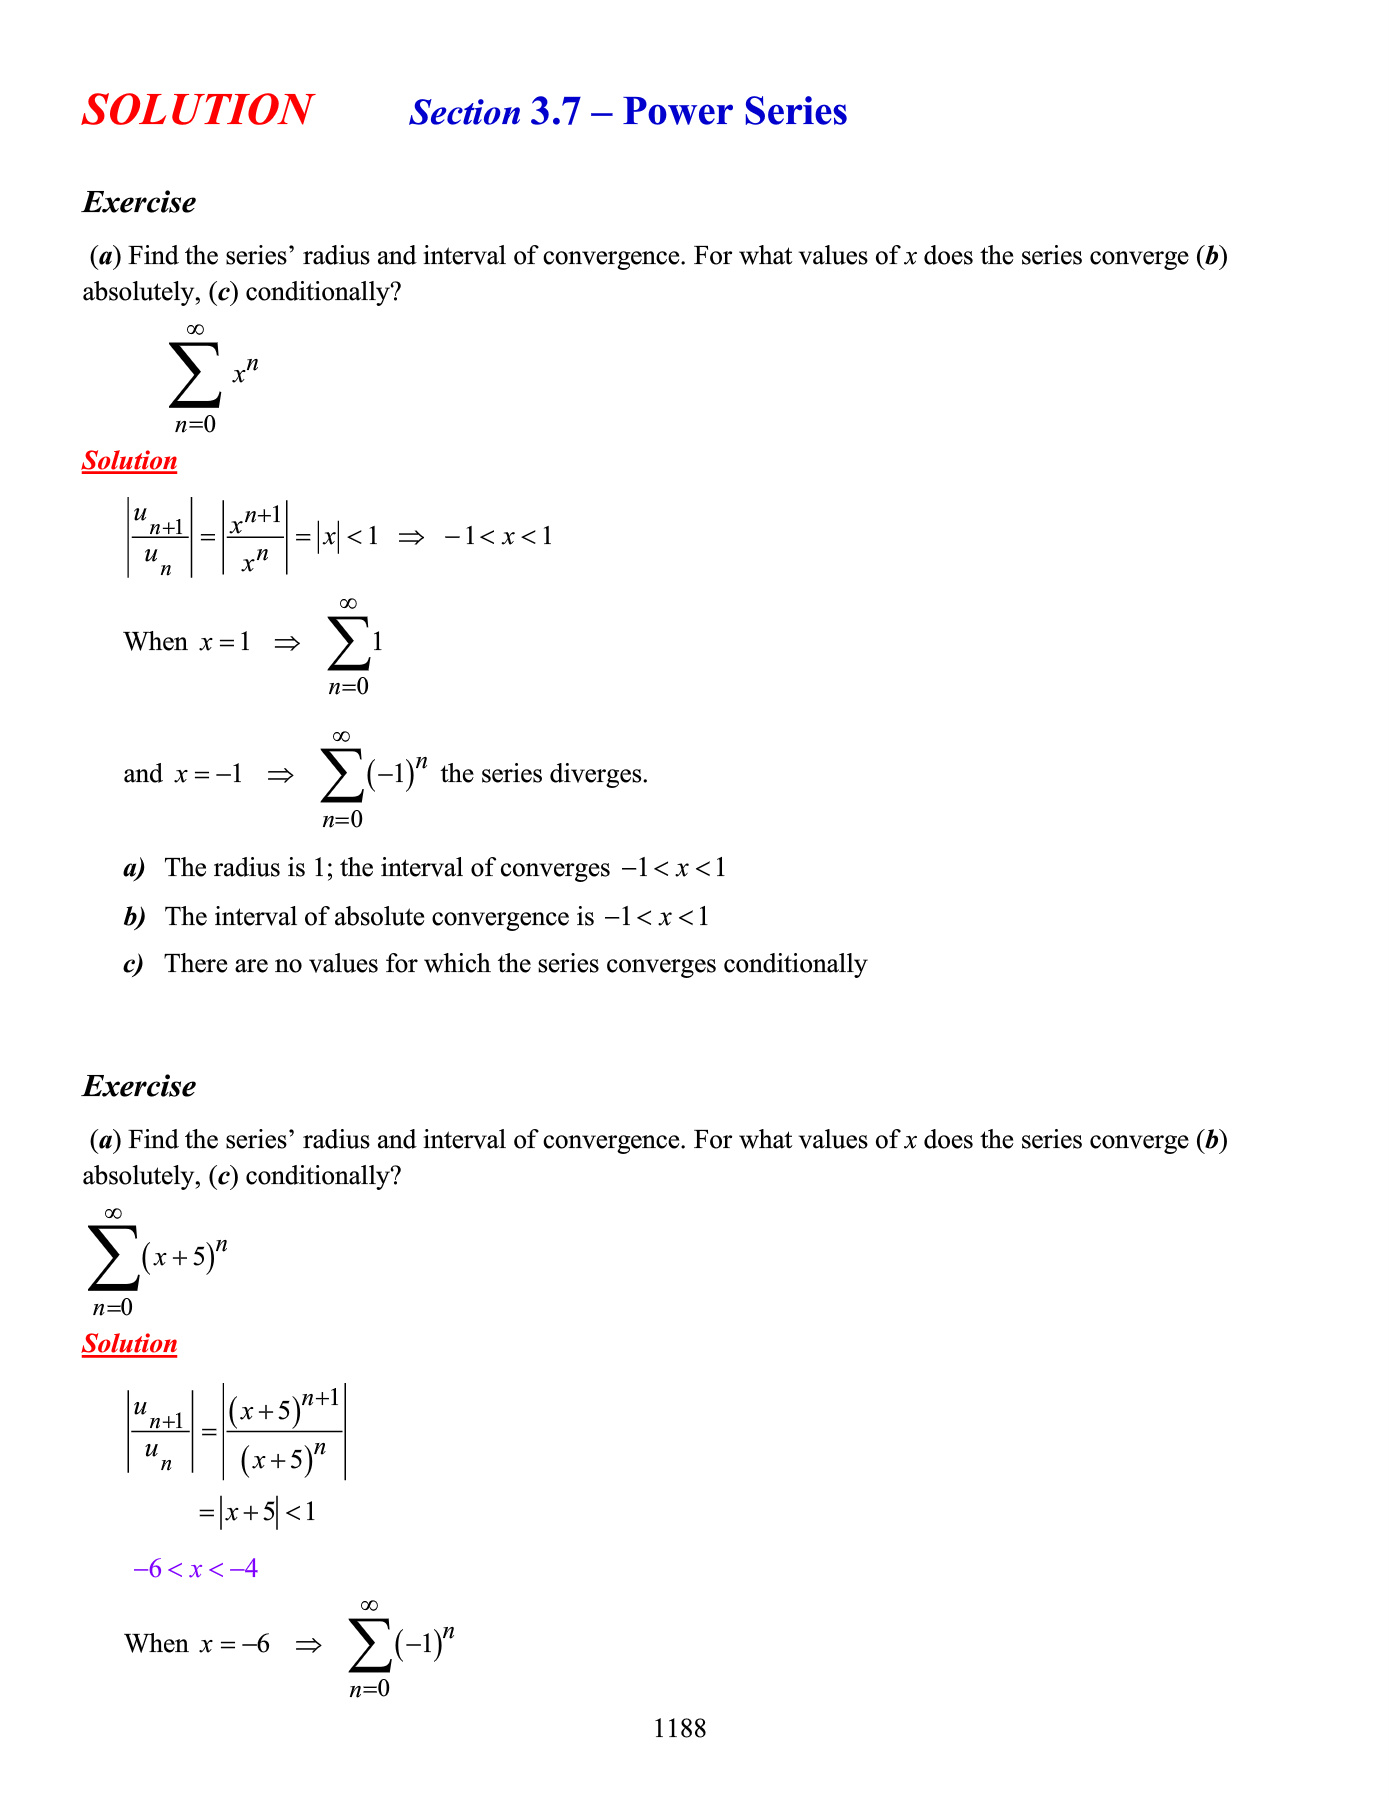 SOLUTION Section 3.7 – Power Series
Exercise
(a) Find the series’ radius and interval of convergence. For what values of x does the series converge (b)
absolutely, (c) conditionally?
$\sum_{n=0}^{\infty} x^n$
Solution
$\left|\frac{u_{n+1}}{u_n}\right| = \left|\frac{x^{n+1}}{x^n}\right| = |x| < 1 \Rightarrow -1 < x < 1$
When $x = 1 \Rightarrow \sum_{n=0}^{\infty} 1$
and $x = -1 \Rightarrow \sum_{n=0}^{\infty} (-1)^n$ the series diverges.
a) The radius is 1; the interval of converges $-1 < x < 1$
b) The interval of absolute convergence is $-1 < x < 1$
c) There are no values for which the series converges conditionally
Exercise
(a) Find the series’ radius and interval of convergence. For what values of x does the series converge (b)
absolutely, (c) conditionally?
$\sum_{n=0}^{\infty} (x+5)^n$
Solution
$\left|\frac{u_{n+1}}{u_n}\right| = \left|\frac{(x+5)^{n+1}}{(x+5)^n}\right|$
$= |x+5| < 1$
$-6 < x < -4$
When $x = -6 \Rightarrow \sum_{n=0}^{\infty} (-1)^n$
1188